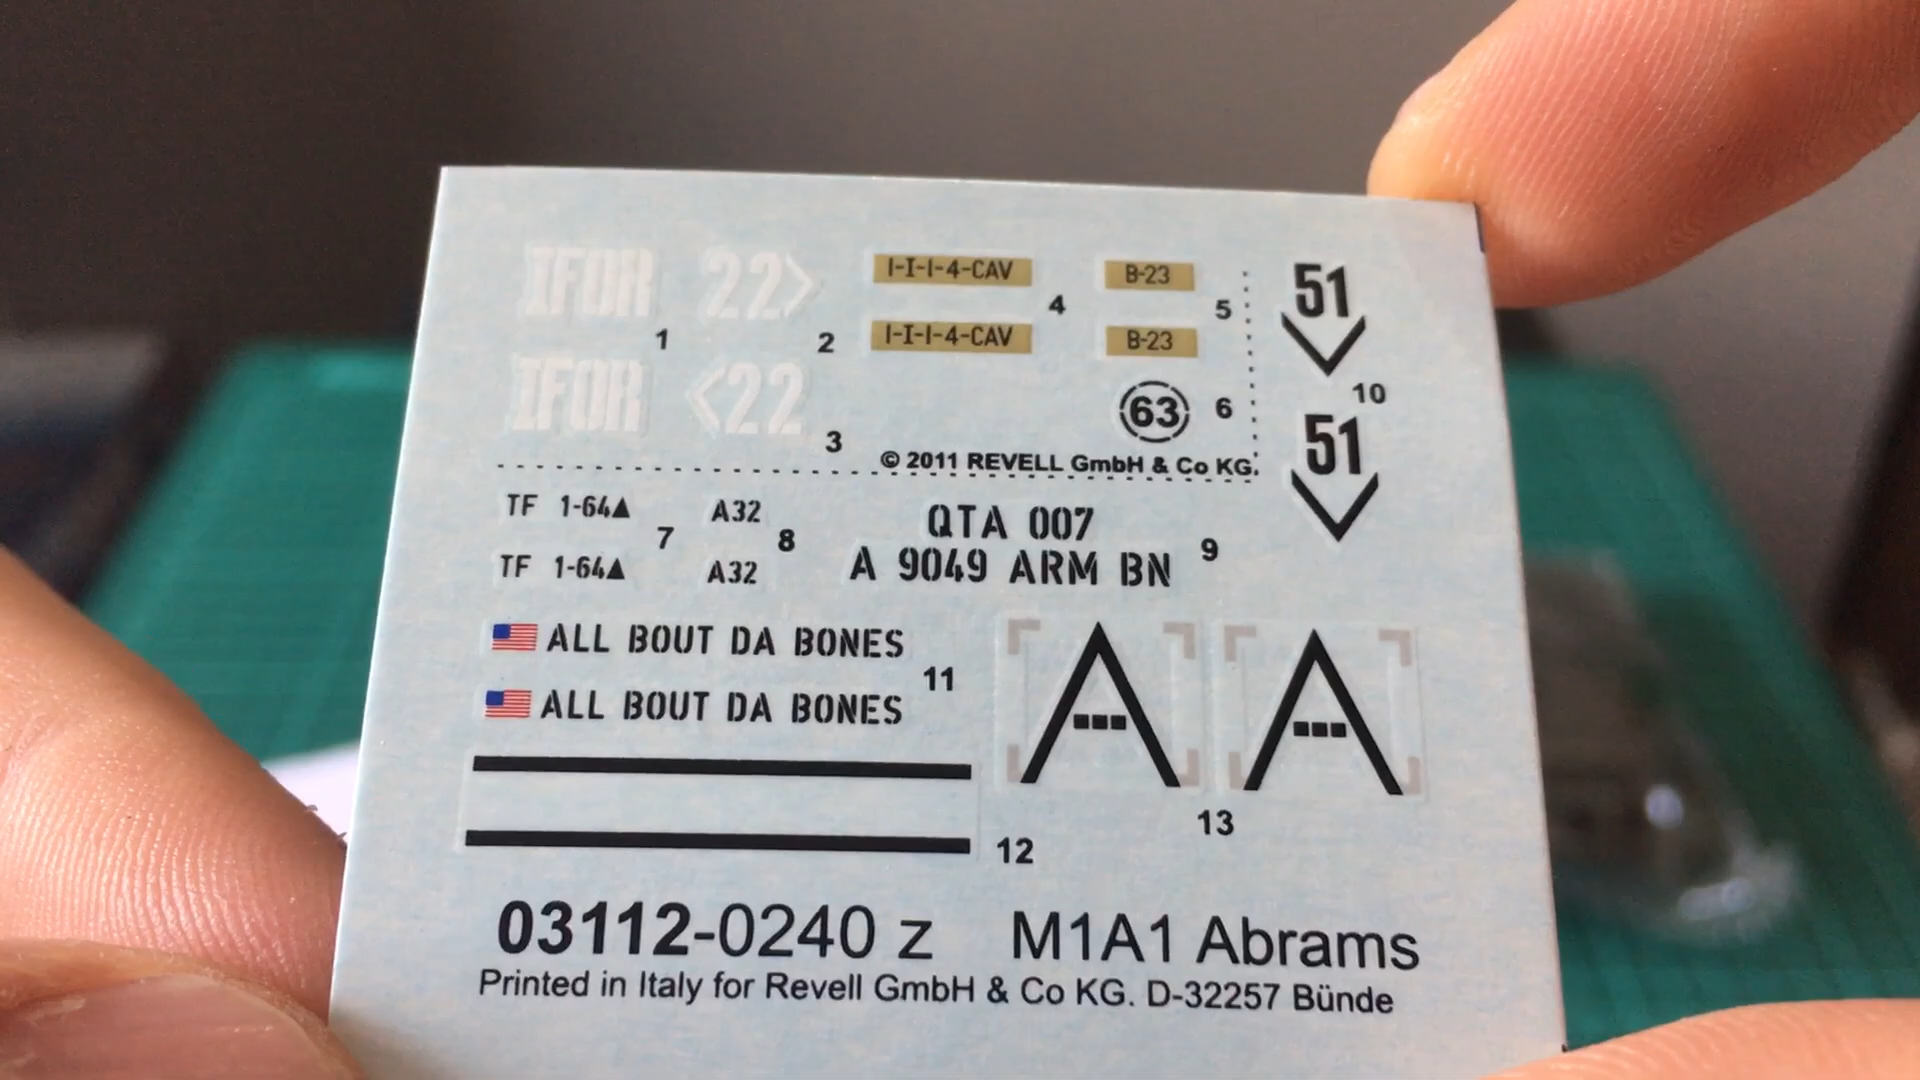 IFOR 22> I-I-I-4-CAV B-23 51
1 2 4 5
IFOR <22 I-I-I-4-CAV B-23
3 63 6 10
© 2011 REVELL GmbH & Co KG. 51
TF 1-64▲ A32 QTA 007
7 8 9
TF 1-64▲ A32 A 9049 ARM BN
ALL BOUT DA BONES
11
ALL BOUT DA BONES
A A
13
12
03112-0240 z M1A1 Abrams
Printed in Italy for Revell GmbH & Co KG. D-32257 Bünde